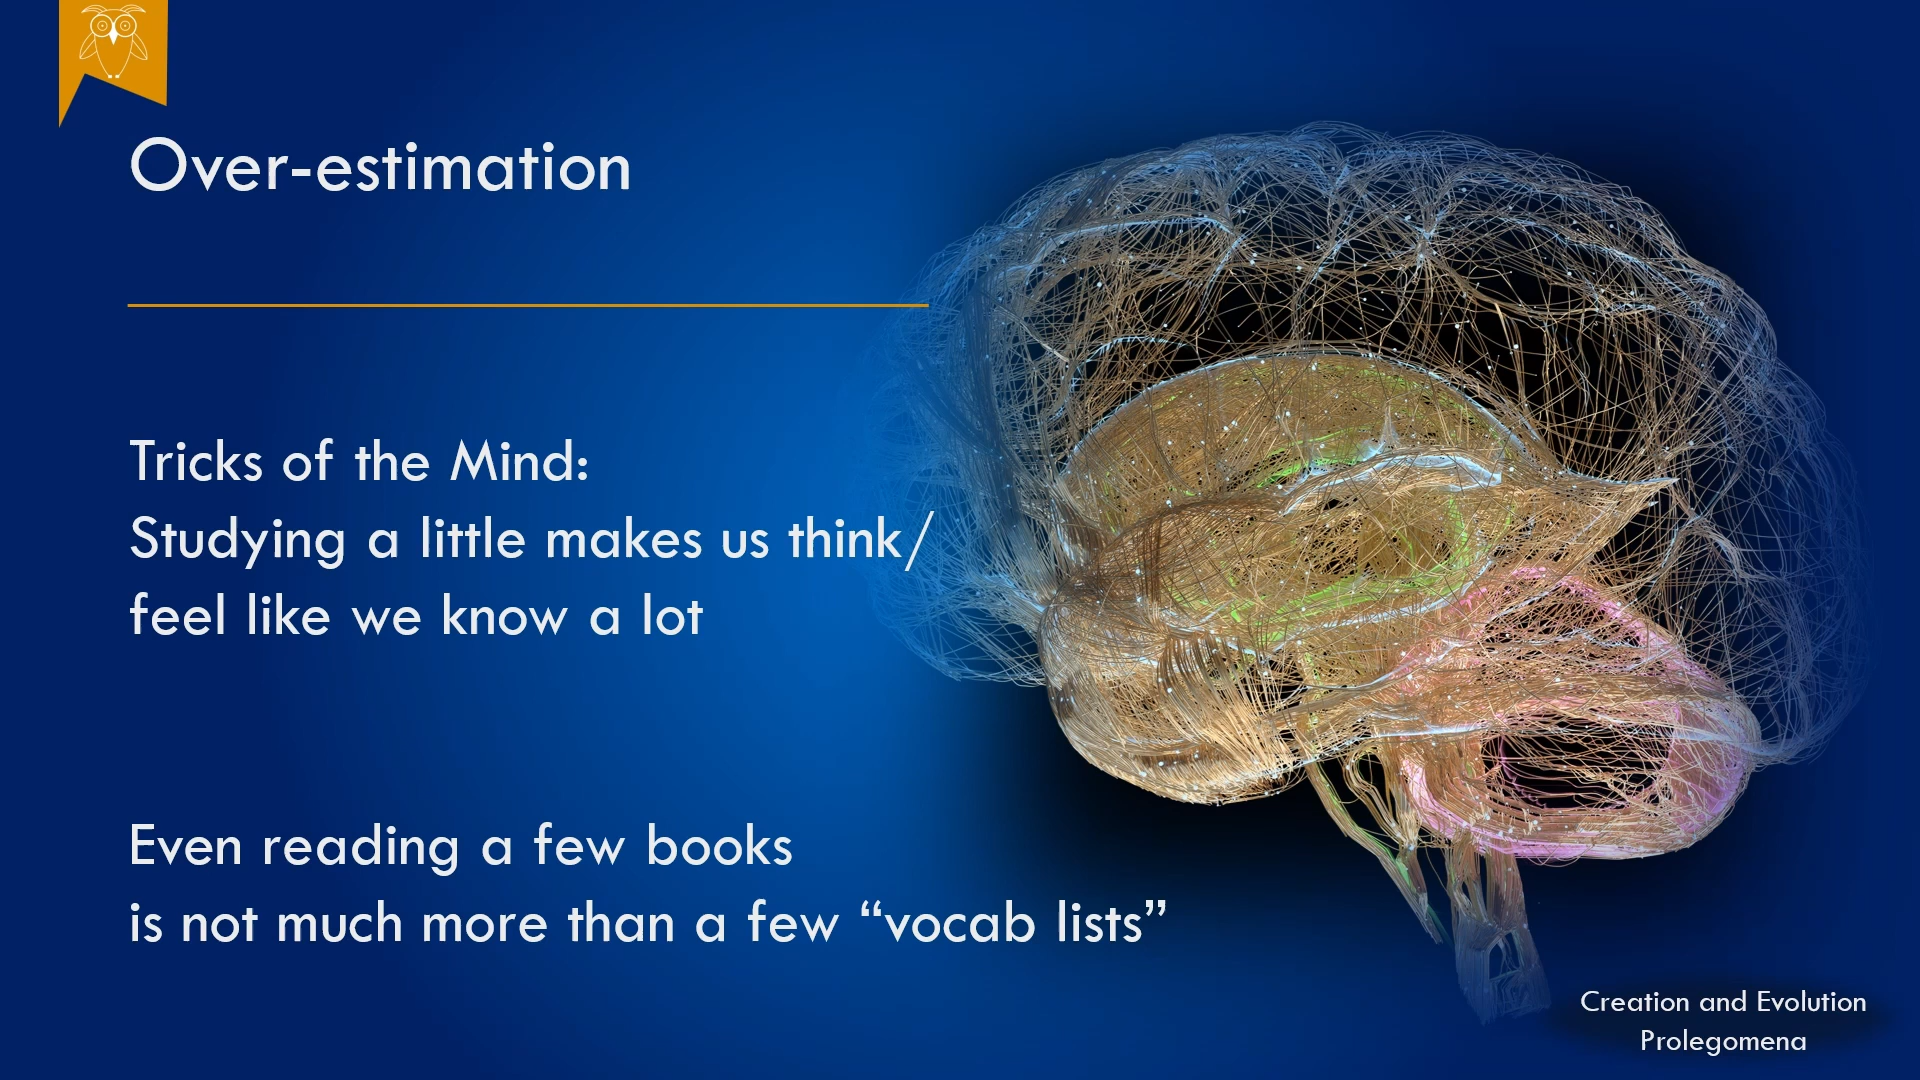 Over-estimation
Tricks of the Mind:
Studying a little makes us think/
feel like we know a lot
Even reading a few books
is not much more than a few “vocab lists”
Creation and Evolution
Prolegomena